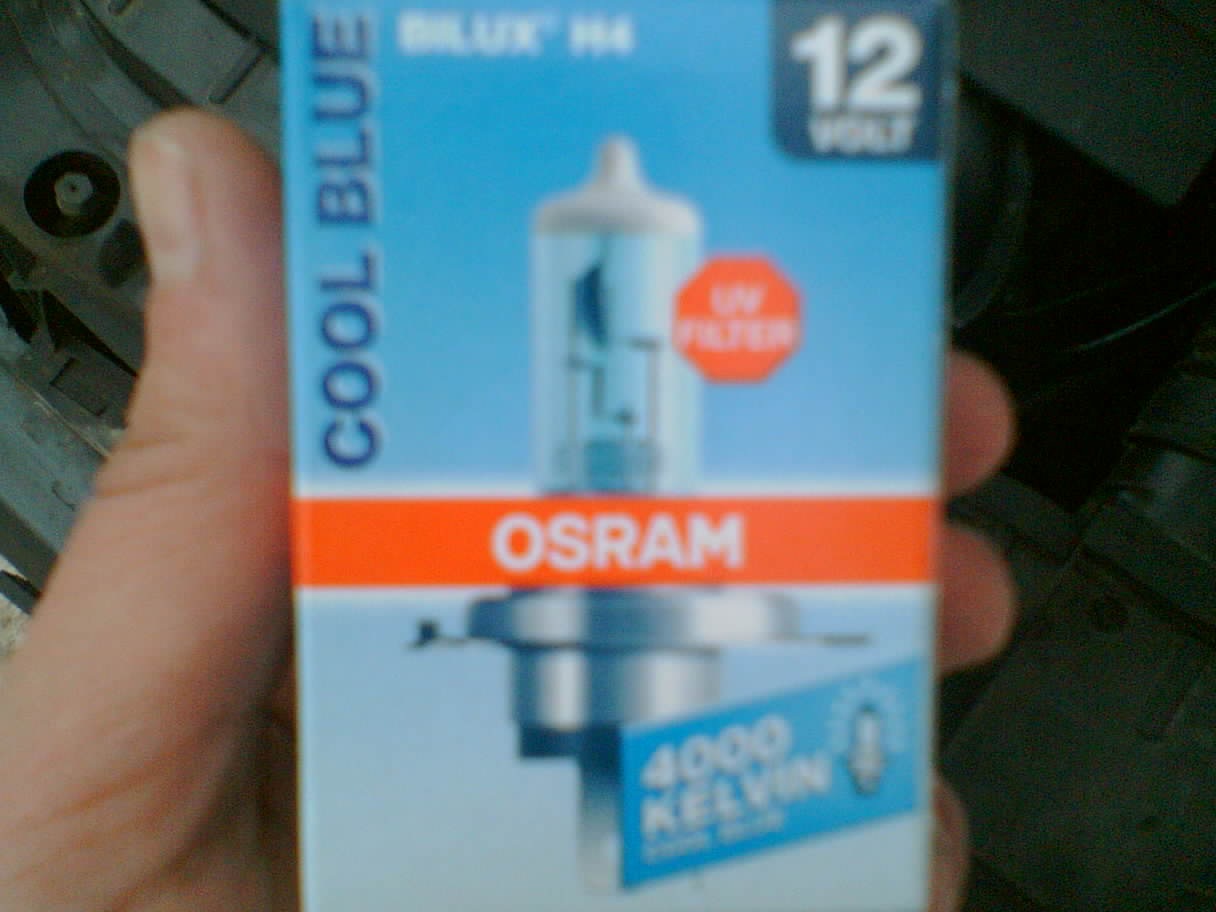 COOL BLUE
BILUX® H4
12
VOLT
UV
FILTER
OSRAM
4000
KELVIN